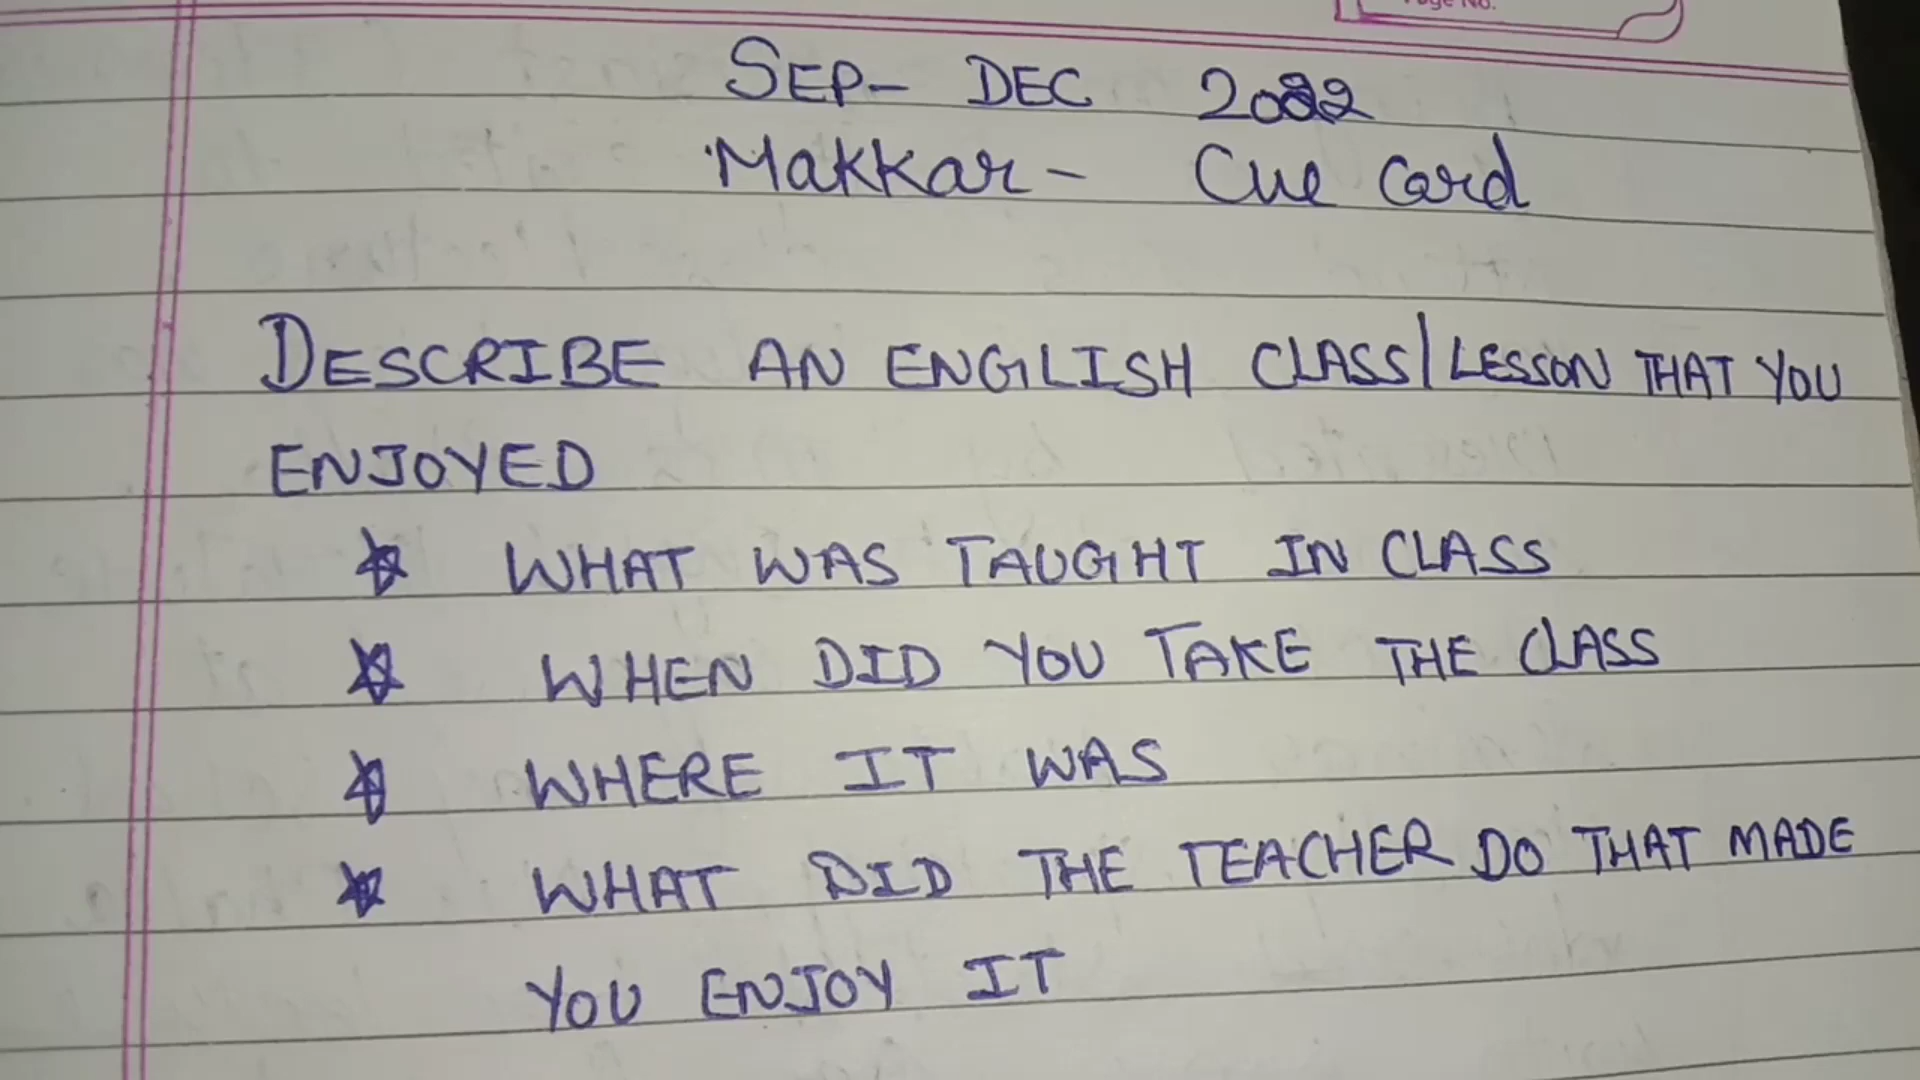 Page No.
SEP- DEC 2022
Makkar- Cue Card
DESCRIBE AN ENGLISH CLASS/LESSON THAT YOU
ENJOYED
☆ WHAT WAS TAUGHT IN CLASS
☆ WHEN DID YOU TAKE THE CLASS
☆ WHERE IT WAS
☆ WHAT DID THE TEACHER DO THAT MADE
YOU ENJOY IT